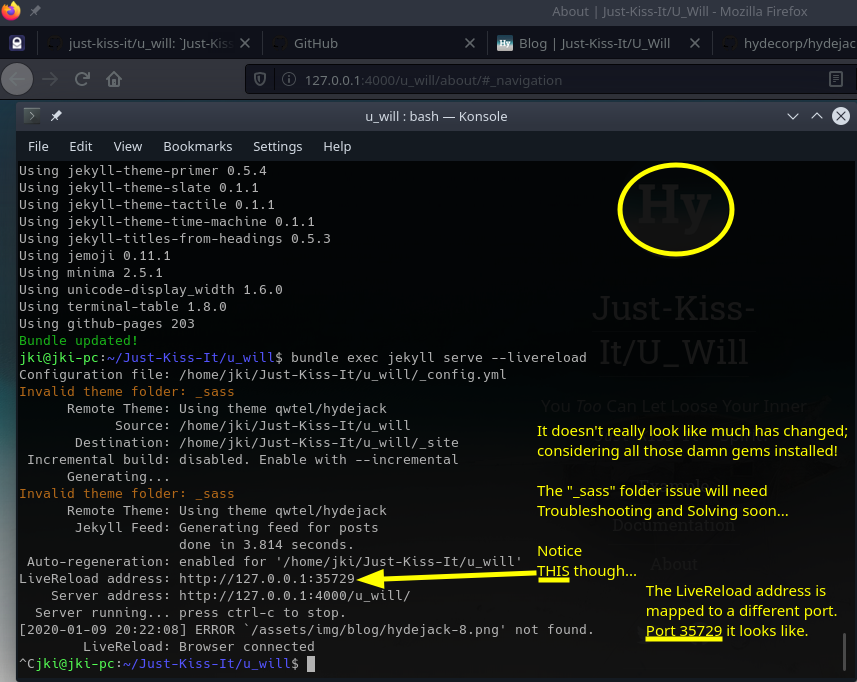 About | Just-Kiss-It/U_Will - Mozilla Firefox
just-kiss-it/u_will: `Just-Kiss
GitHub
Hy Blog | Just-Kiss-It/U_Will
hydecorp/hydejac
127.0.0.1:4000/u_will/about/#_navigation
u_will : bash — Konsole
File Edit View Bookmarks Settings Help
Using jekyll-theme-primer 0.5.4
Using jekyll-theme-slate 0.1.1
Using jekyll-theme-tactile 0.1.1
Using jekyll-theme-time-machine 0.1.1
Using jekyll-titles-from-headings 0.5.3
Using jemoji 0.11.1
Using minima 2.5.1
Using unicode-display_width 1.6.0
Using terminal-table 1.8.0
Using github-pages 203
Bundle updated!
jki@jki-pc:~/Just-Kiss-It/u_will$ bundle exec jekyll serve --livereload
Configuration file: /home/jki/Just-Kiss-It/u_will/_config.yml
Invalid theme folder: _sass
Remote Theme: Using theme qwtel/hydejack
Source: /home/jki/Just-Kiss-It/u_will
Destination: /home/jki/Just-Kiss-It/u_will/_site
Incremental build: disabled. Enable with --incremental
Generating...
Invalid theme folder: _sass
Remote Theme: Using theme qwtel/hydejack
Jekyll Feed: Generating feed for posts
done in 3.814 seconds.
Auto-regeneration: enabled for '/home/jki/Just-Kiss-It/u_will'
LiveReload address: http://127.0.0.1:35729
Server address: http://127.0.0.1:4000/u_will/
Server running... press ctrl-c to stop.
[2020-01-09 20:22:08] ERROR `/assets/img/blog/hydejack-8.png' not found.
LiveReload: Browser connected
^Cjki@jki-pc:~/Just-Kiss-It/u_will$
Hy
Just-Kiss-
It/U_Will
You Too Can Let Loose Your Inner
It doesn't really look like much has changed;
considering all those damn gems installed!
Example
The "_sass" folder issue will need
Troubleshooting and Solving soon...
Documentation
Notice
About
THIS though...
The LiveReload address is
mapped to a different port.
Port 35729 it looks like.